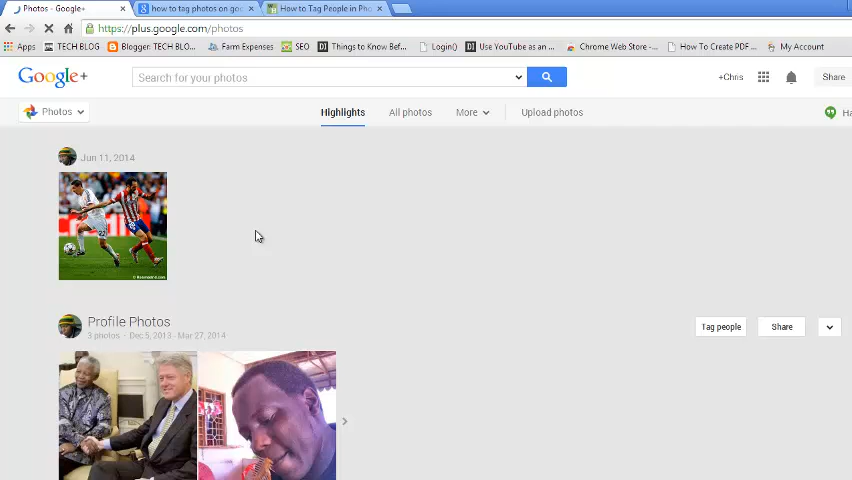 Photos - Google+
how to tag photos on goo
How to Tag People in Pho
https://plus.google.com/photos
Apps
TECH BLOG
Blogger: TECH BLO...
Farm Expenses
SEO
Things to Know Bef...
Login()
Use YouTube as an ...
Chrome Web Store - ...
How To Create PDF ...
My Account
Google+
Search for your photos
+Chris
Share
Photos
Highlights
All photos
More
Upload photos
Ha
Jun 11, 2014
22
Profile Photos
3 photos - Dec 5, 2013 - Mar 27, 2014
Tag people
Share